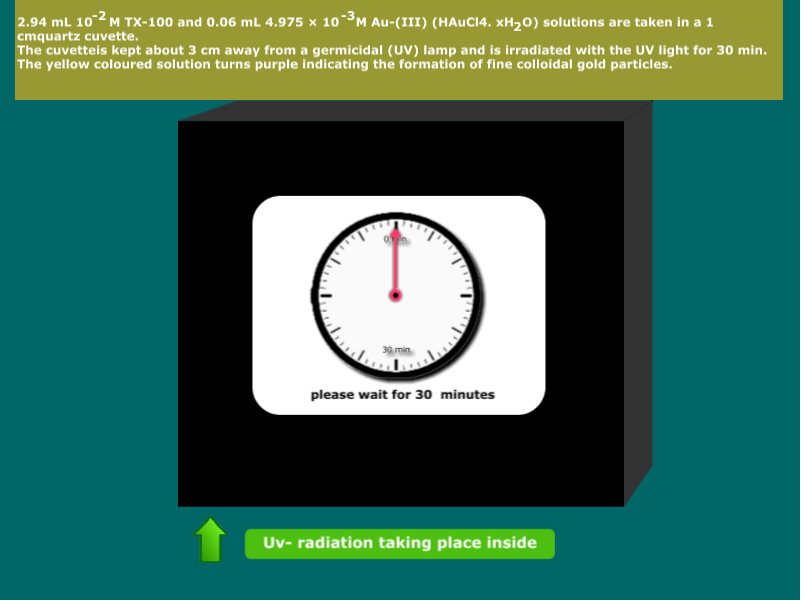 2.94 mL 10⁻² M TX-100 and 0.06 mL 4.975 × 10⁻³M Au-(III) (HAuCl4. xH₂O) solutions are taken in a 1
cmquartz cuvette.
The cuvetteis kept about 3 cm away from a germicidal (UV) lamp and is irradiated with the UV light for 30 min.
The yellow coloured solution turns purple indicating the formation of fine colloidal gold particles.
0 min
30 min
please wait for 30 minutes
Uv- radiation taking place inside